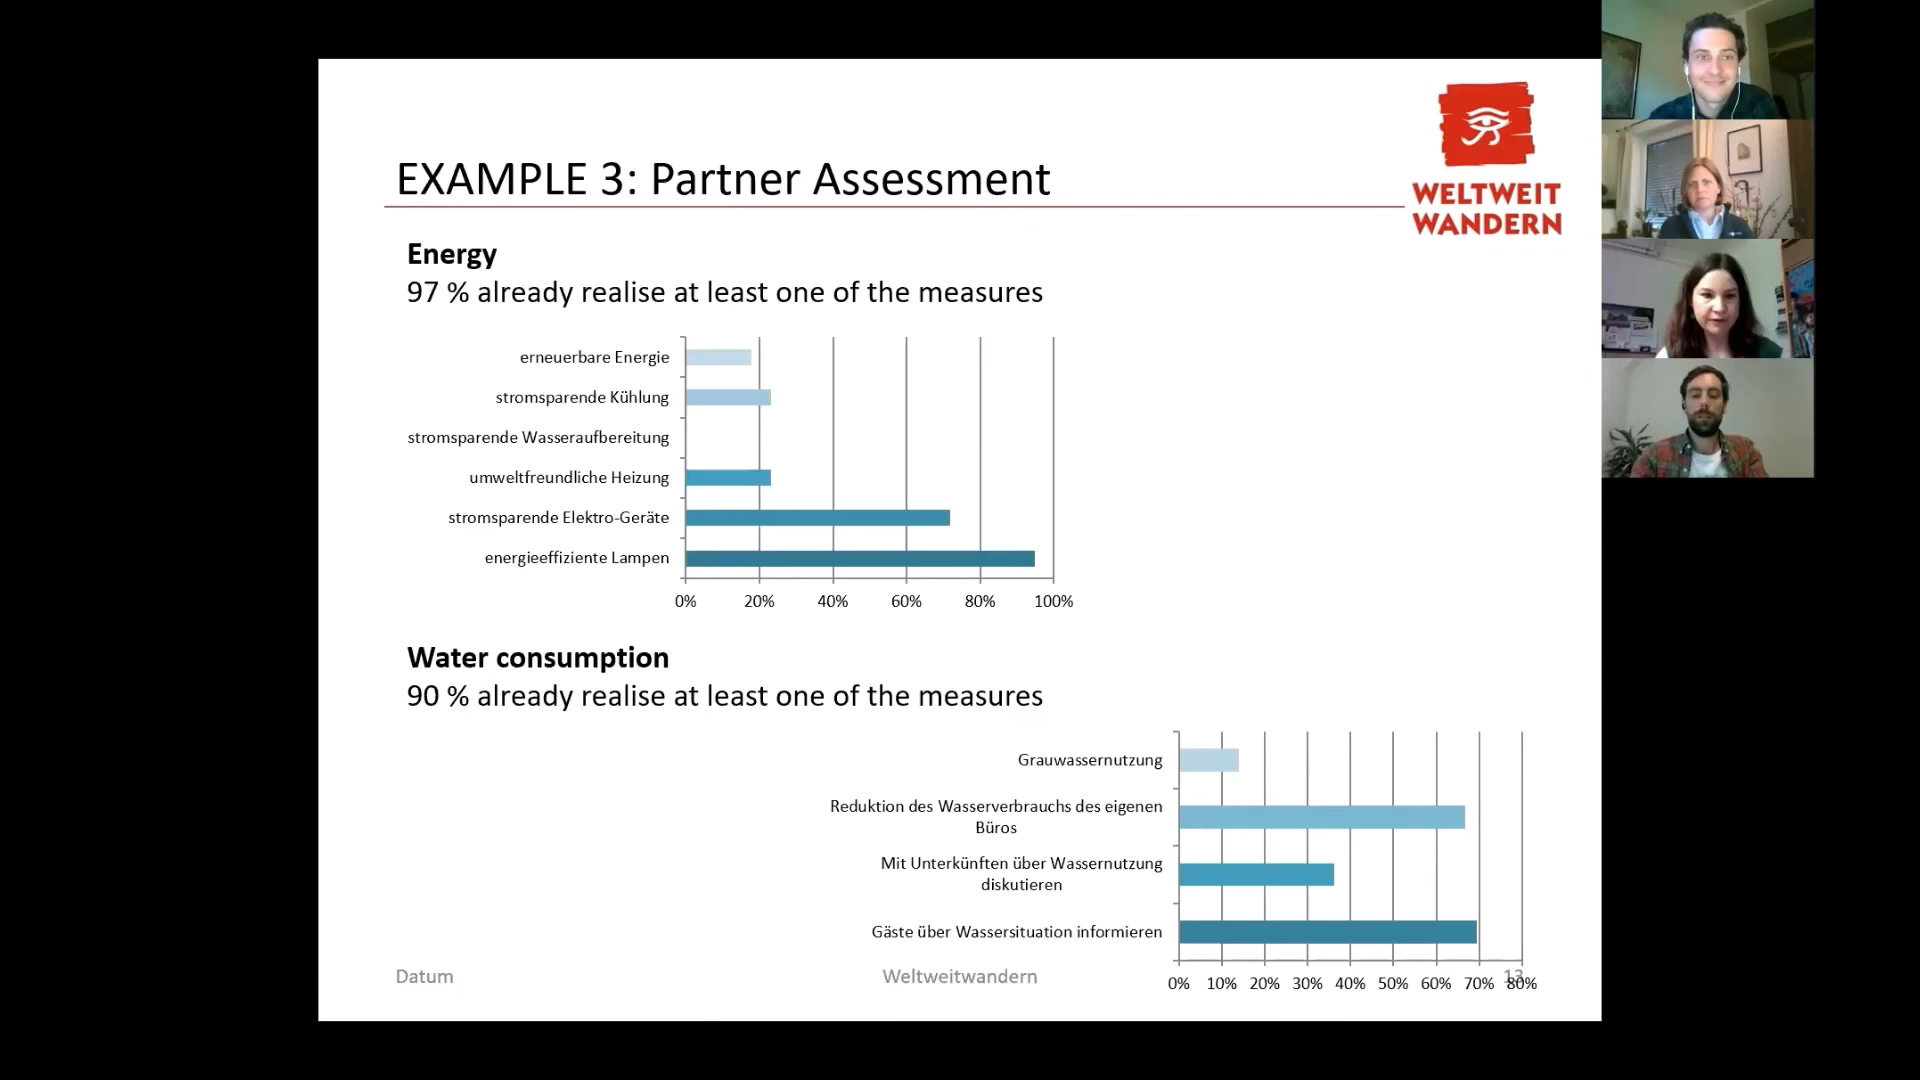 WELTWEIT
WANDERN
EXAMPLE 3: Partner Assessment
Energy
97 % already realise at least one of the measures
erneuerbare Energie
stromsparende Kühlung
stromsparende Wasseraufbereitung
umweltfreundliche Heizung
stromsparende Elektro-Geräte
energieeffiziente Lampen
0% 20% 40% 60% 80% 100%
Water consumption
90 % already realise at least one of the measures
Grauwassernutzung
Reduktion des Wasserverbrauchs des eigenen
Büros
Mit Unterkünften über Wassernutzung
diskutieren
Gäste über Wassersituation informieren
0% 10% 20% 30% 40% 50% 60% 70% 80%
Datum
Weltweitwandern
13